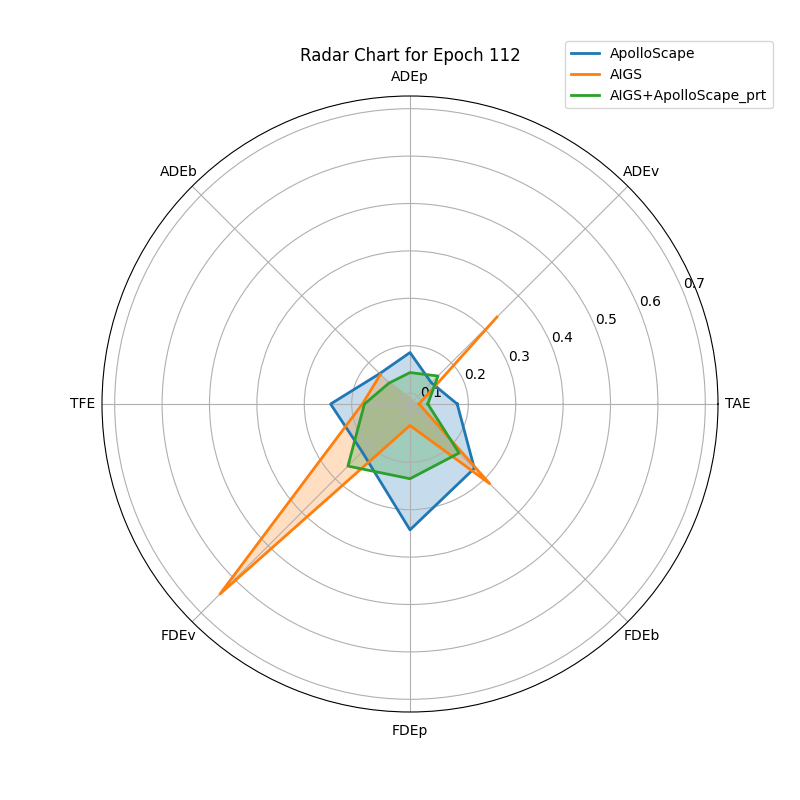 Radar Chart for Epoch 112
ApolloScape
AIGS
AIGS+ApolloScape_prt
ADEp
ADEb
ADEv
0.7
0.6
0.5
0.4
0.3
0.2
0.1
TFE
TAE
FDEv
FDEb
FDEp